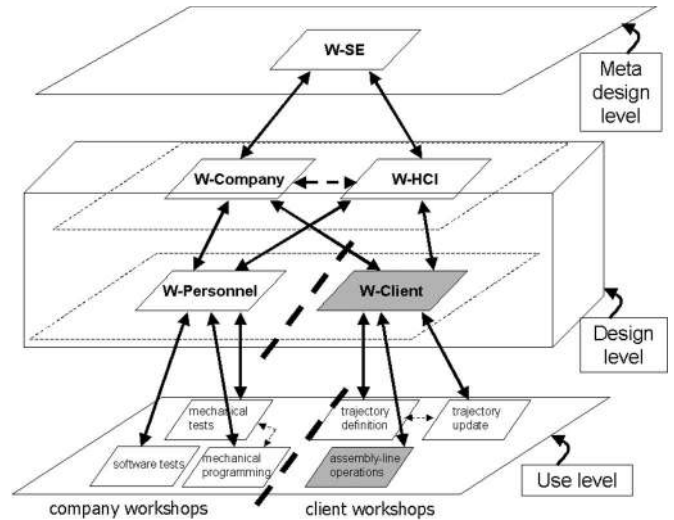 W-SE
Meta
design
level
W-Company
W-HCI
W-Personnel
W-Client
Design
level
mechanical
tests
trajectory
definition
trajectory
update
software tests
mechanical
programming
assembly-line
operations
Use level
company workshops
client workshops